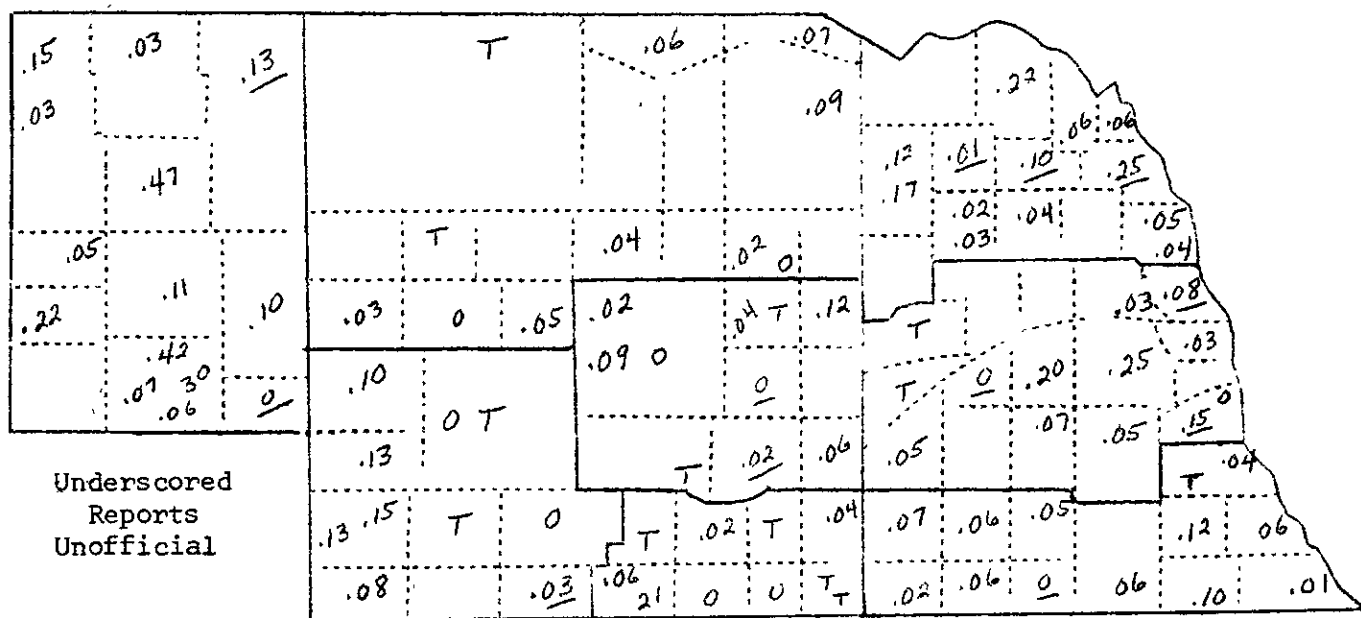 .15 .03 .13 T .06 .07
.03 .09 .22
.06 .06
.12 .01 .10 .25
.47 .17
.02 .04 .05
.03
.05 T .04 .02 0 .04
.11 .10
.22 .03 0 .05 .02 .04 T .12 T .03 .08
.42 .09 0 .03
.07 30 .10 0 T 0 .20 .25
.06 0 0 T 0 .15
.13 T .02 .06 .05 .07 .05
T .04
Underscored
Reports
Unofficial
.13 .15 T 0 T .02 T .04 .07 .06 .05 .12 06
.08 .03 .06 21 0 0 T T .02 .06 0 06 .10 .01